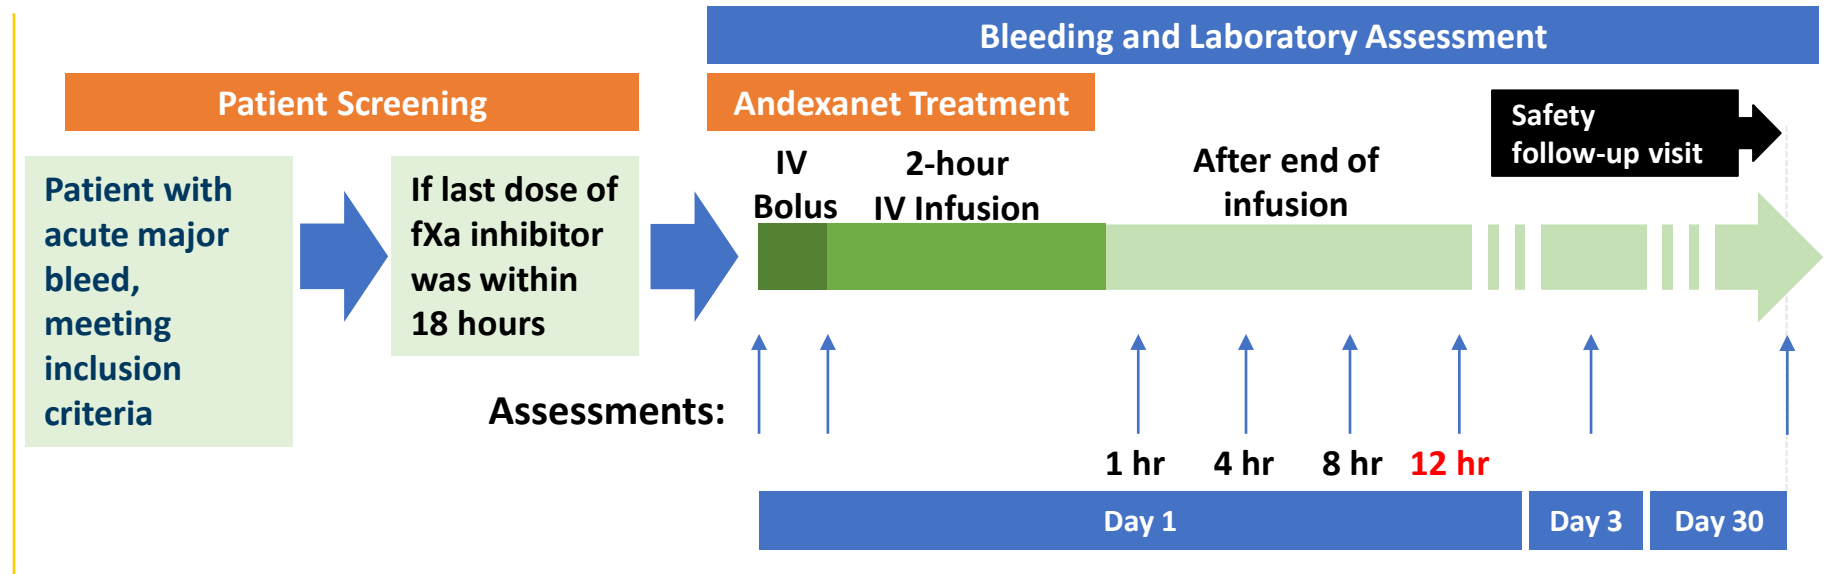 Bleeding and Laboratory Assessment
Patient Screening
Andexanet Treatment
Safety
follow-up visit
Patient with
acute major
bleed,
meeting
inclusion
criteria
If last dose of
fXa inhibitor
was within
18 hours
IV
Bolus
2-hour
IV Infusion
After end of
infusion
Assessments:
1 hr 4 hr 8 hr 12 hr
Day 1 Day 3 Day 30